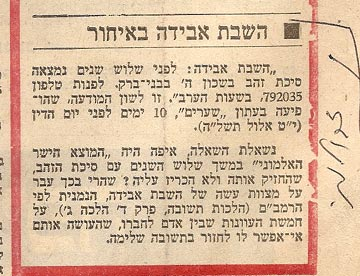 השבת אבידה באיחור
„השבת אבידה: לפני שלוש שנים נמצאה
סיכת זהב בשכון ה' בבני־ברק. לפנות טלפון
792035, בשעות הערב". זו לשון המודעה, שהו־
פיעה בעתון „שערים", 10 ימים לפני יום הדין
(י"ט אלול תשל"ה).
נשאלת השאלה, איפה היה „המוצא הישר
האלמוני" במשך שלוש השנים עם סיכת הזהב,
שהחזיק אותה ולא הכריז עליה? שהרי בכך עבר
על מצוות עשה של השבת אבידה, הנמנית לפי
הרמב"ם (הלכות תשובה, פרק ד' הלכה ג'), על
חמשת העוונות שבין אדם לחברו, שהעושה אותם
אי־אפשר לו לחזור בתשובה שלימה.